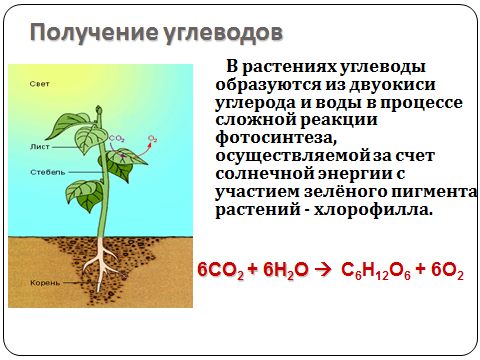 Получение углеводов
Свет
CO₂
O₂
Лист
Стебель
Корень
В растениях углеводы
образуются из двуокиси
углерода и воды в процессе
сложной реакции
фотосинтеза,
осуществляемой за счет
солнечной энергии с
участием зелёного пигмента
растений - хлорофилла.
6CO₂ + 6H₂O → C₆H₁₂O₆ + 6O₂